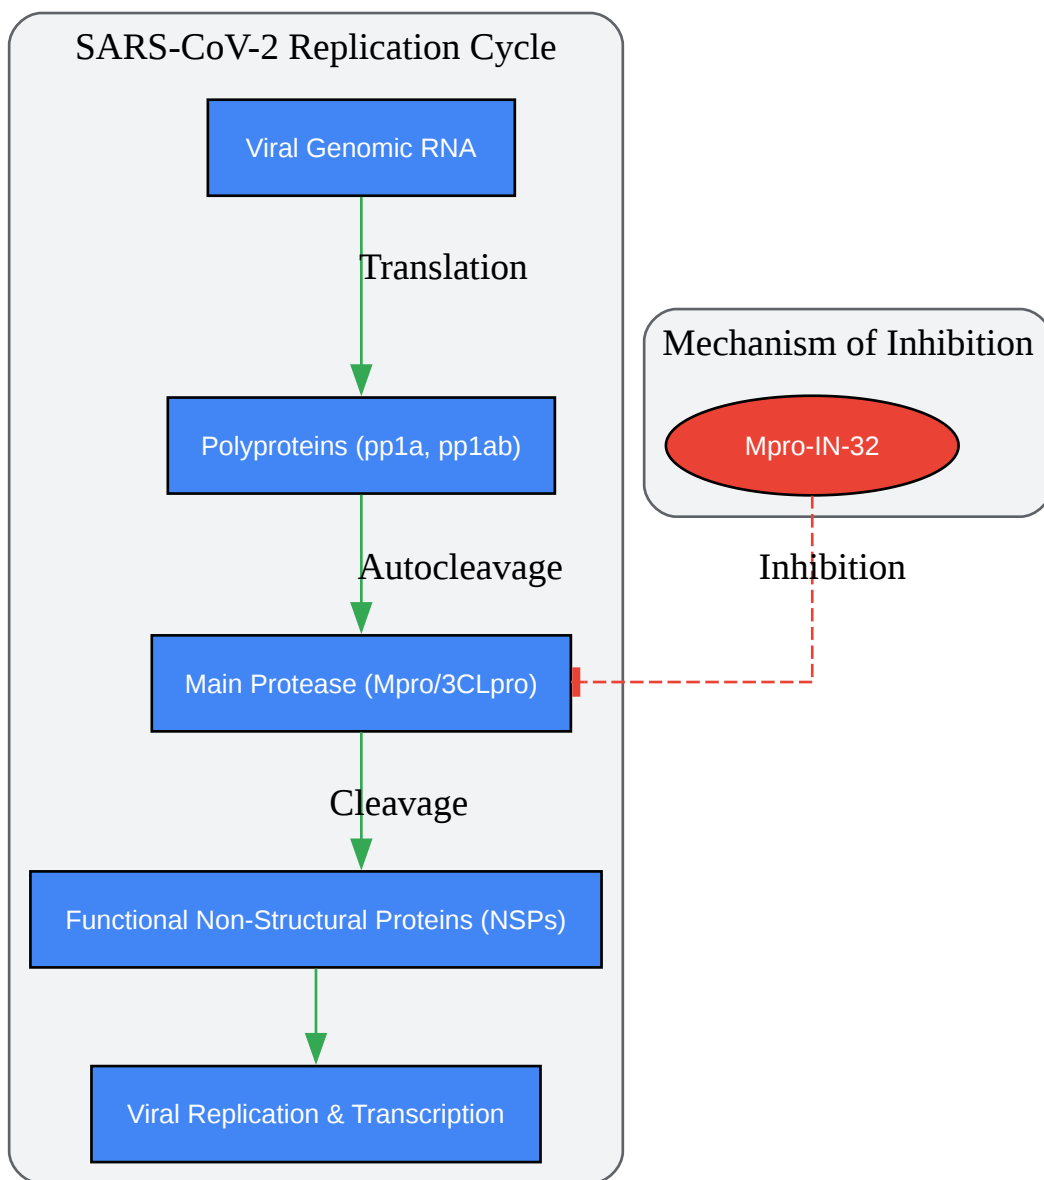 SARS-CoV-2 Replication Cycle
Viral Genomic RNA
Translation
Polyproteins (pp1a, pp1ab)
Autocleavage
Main Protease (Mpro/3CLpro)
Cleavage
Functional Non-Structural Proteins (NSPs)
Viral Replication & Transcription
Mechanism of Inhibition
Mpro-IN-32
Inhibition